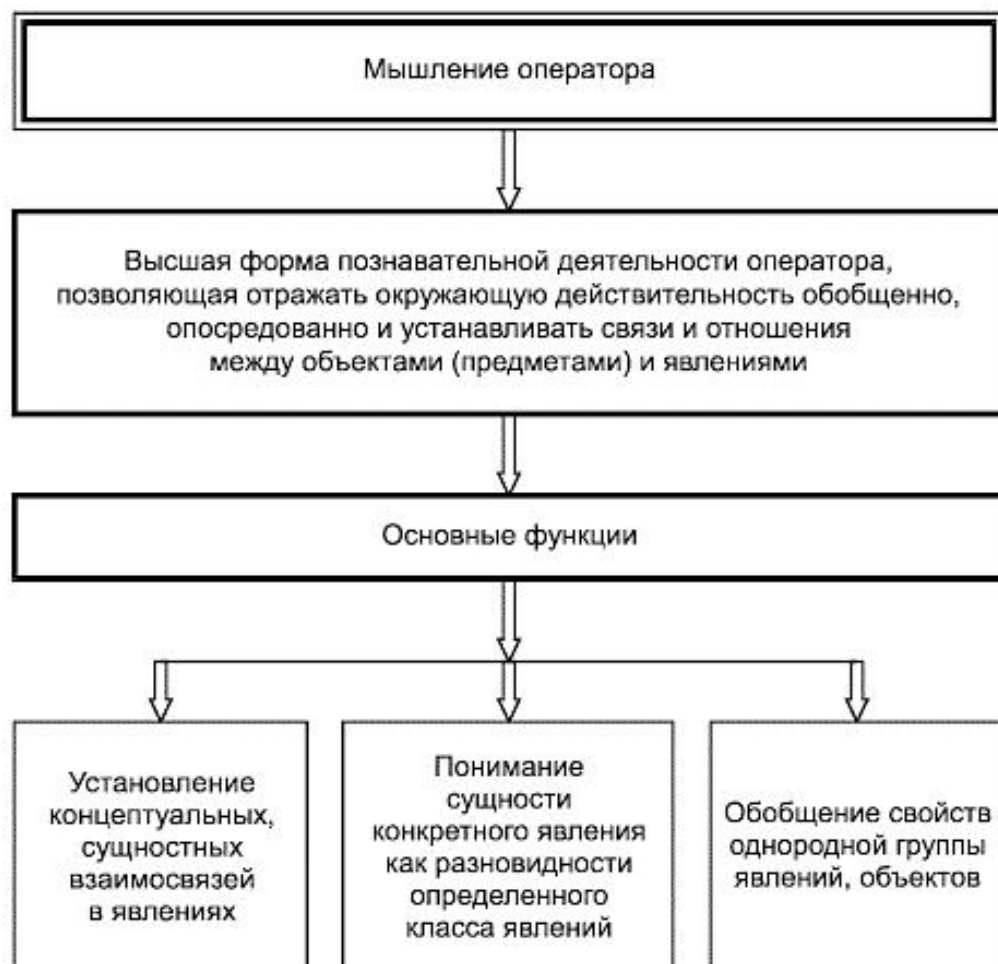 Мышление оператора
Высшая форма познавательной деятельности оператора,
позволяющая отражать окружающую действительность обобщенно,
опосредованно и устанавливать связи и отношения
между объектами (предметами) и явлениями
Основные функции
Установление
концептуальных,
сущностных
взаимосвязей
в явлениях
Понимание
сущности
конкретного явления
как разновидности
определенного
класса явлений
Обобщение свойств
однородной группы
явлений, объектов